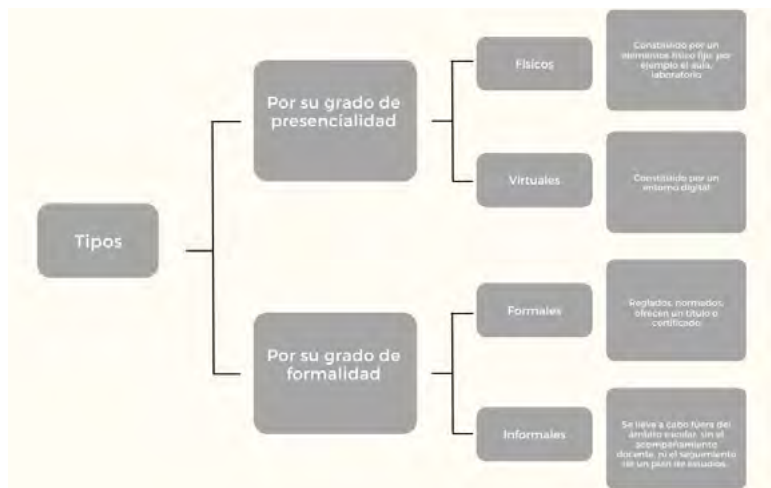 Tipos
Por su grado de
presencialidad
Físicos
Constituido por un
elementos físico fijo, por
ejemplo el aula,
laboratorio
Virtuales
Constituido por un
entorno digital
Por su grado de
formalidad
Formales
Reglados, normados,
ofrecen un título o
certificado
Informales
Se lleve a cabo fuera del
ámbito escolar, sin el
acompañamiento
docente, ni el seguimiento
de un plan de estudios.